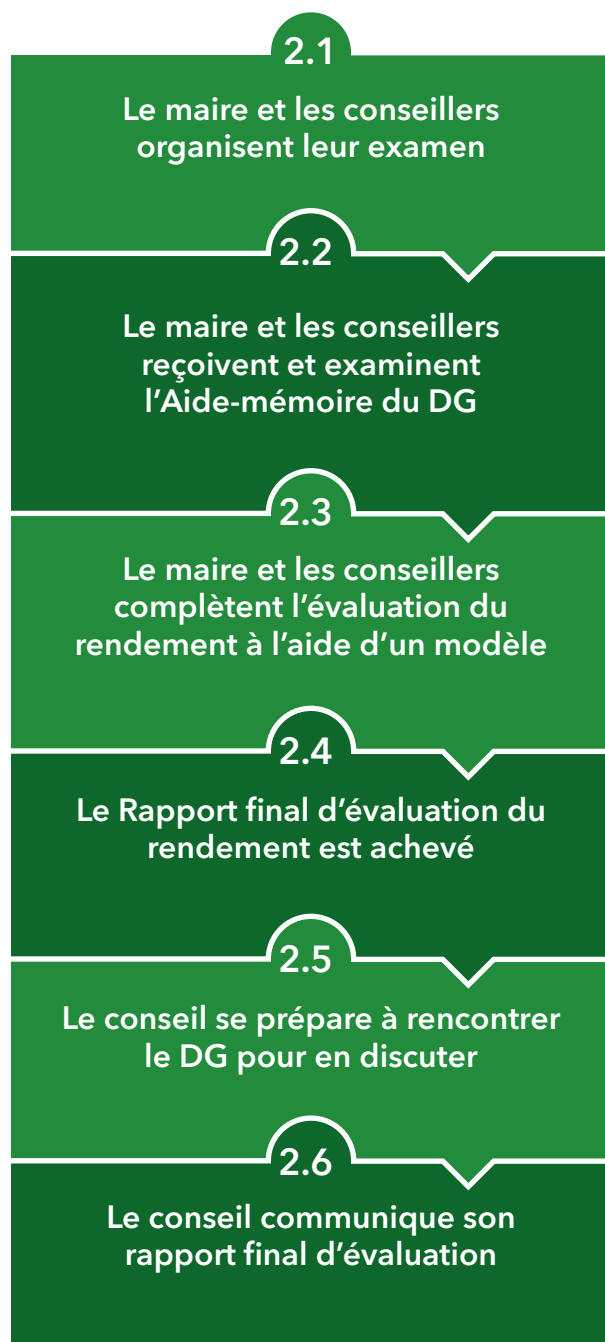 2.1
Le maire et les conseillers
organisent leur examen
2.2
Le maire et les conseillers
reçoivent et examinent
l’Aide-mémoire du DG
2.3
Le maire et les conseillers
complètent l’évaluation du
rendement à l’aide d’un modèle
2.4
Le Rapport final d’évaluation du
rendement est achevé
2.5
Le conseil se prépare à rencontrer
le DG pour en discuter
2.6
Le conseil communique son
rapport final d’évaluation